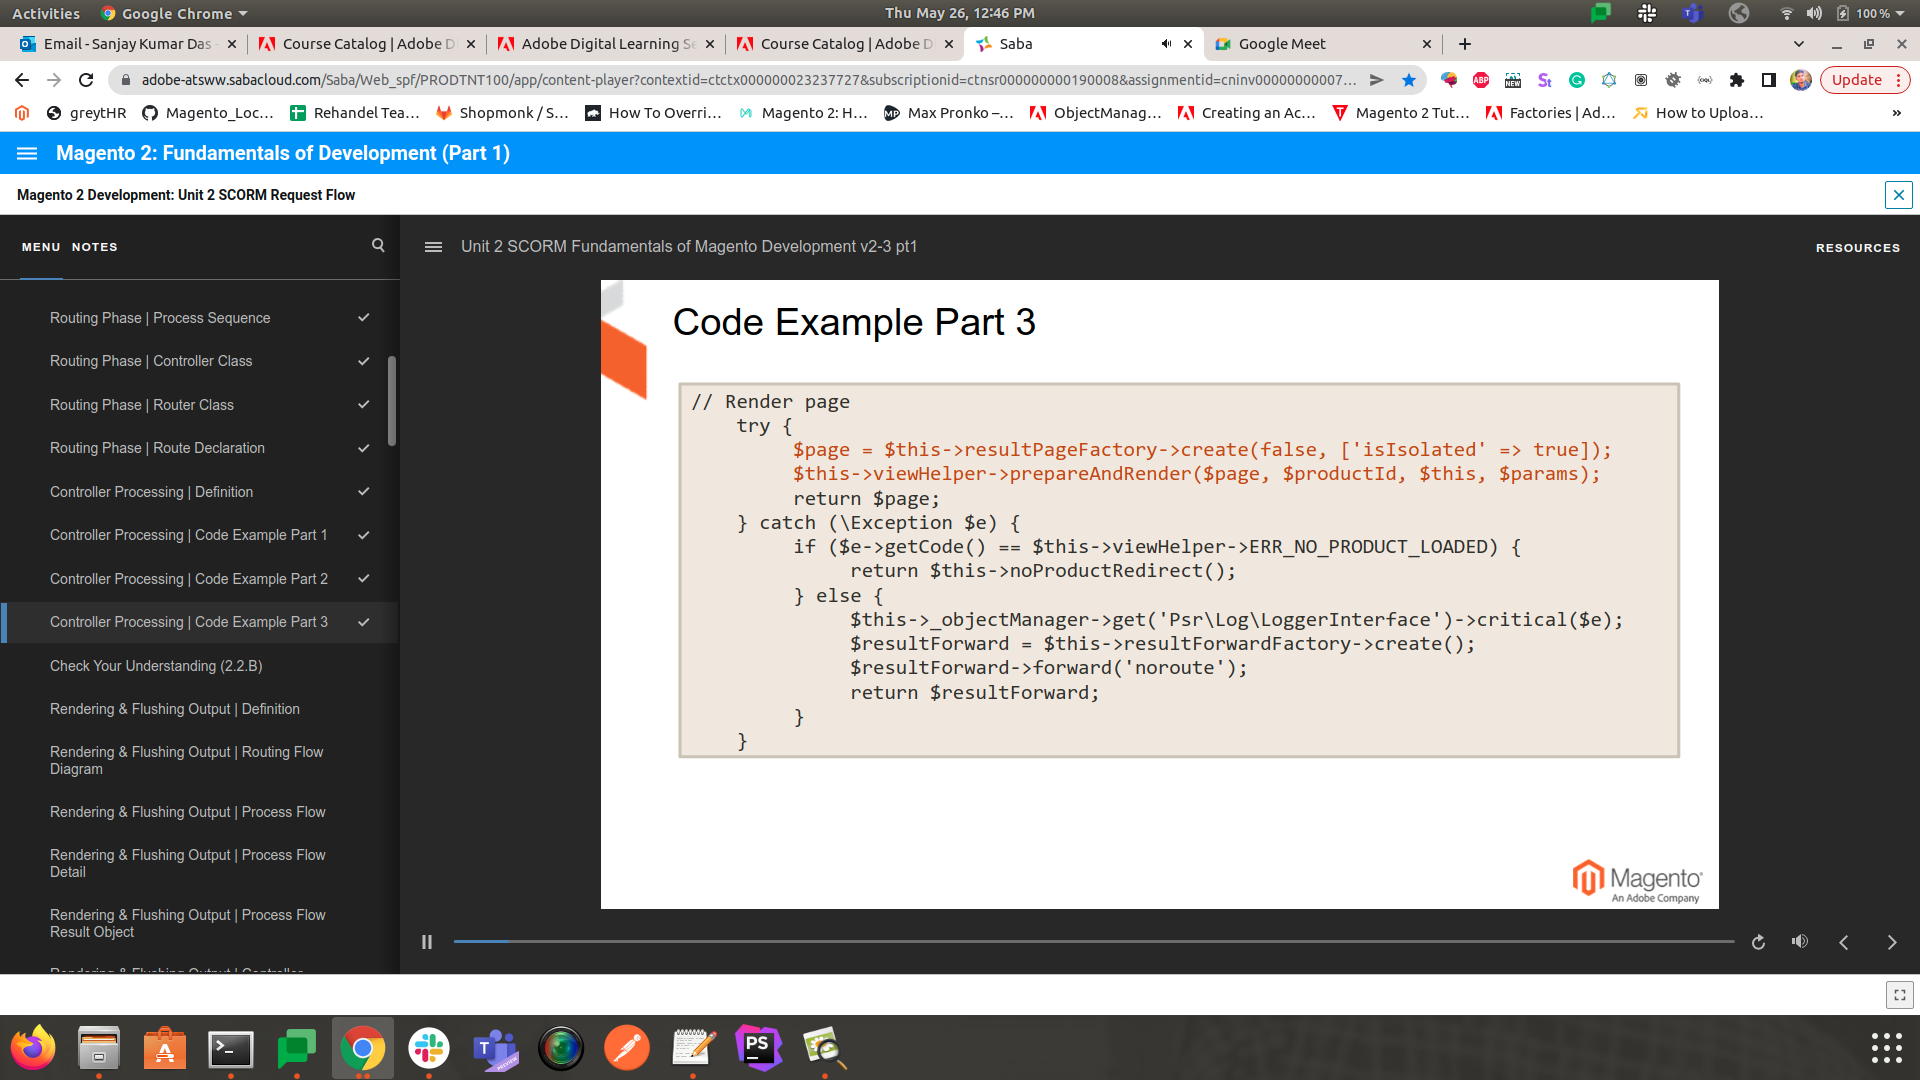 Activities Google Chrome Thu May 26, 12:46 PM 100 %
Email - Sanjay Kumar Das Course Catalog | Adobe D Adobe Digital Learning Se Course Catalog | Adobe D Saba Google Meet
adobe-atsww.sabacloud.com/Saba/Web_spf/PRODTNT100/app/content-player?contextid=ctctx000000023237727&subscriptionid=ctnsr000000000190008&assignmentid=cninv00000000007... Update
greytHR Magento_Loc... Rehandel Tea... Shopmonk / S... How To Overri... Magento 2: H... Max Pronko –... ObjectManag... Creating an Ac... Magento 2 Tut... Factories | Ad... How to Uploa... »
Magento 2: Fundamentals of Development (Part 1)
Magento 2 Development: Unit 2 SCORM Request Flow
MENU NOTES
Unit 2 SCORM Fundamentals of Magento Development v2-3 pt1
RESOURCES
Routing Phase | Process Sequence
Routing Phase | Controller Class
Routing Phase | Router Class
Routing Phase | Route Declaration
Controller Processing | Definition
Controller Processing | Code Example Part 1
Controller Processing | Code Example Part 2
Controller Processing | Code Example Part 3
Check Your Understanding (2.2.B)
Rendering & Flushing Output | Definition
Rendering & Flushing Output | Routing Flow
Diagram
Rendering & Flushing Output | Process Flow
Rendering & Flushing Output | Process Flow
Detail
Rendering & Flushing Output | Process Flow
Result Object
Rendering & Flushing Output | Controller
Code Example Part 3
// Render page
try {
$page = $this->resultPageFactory->create(false, ['isIsolated' => true]);
$this->viewHelper->prepareAndRender($page, $productId, $this, $params);
return $page;
} catch (\Exception $e) {
if ($e->getCode() == $this->viewHelper->ERR_NO_PRODUCT_LOADED) {
return $this->noProductRedirect();
} else {
$this->_objectManager->get('Psr\Log\LoggerInterface')->critical($e);
$resultForward = $this->resultForwardFactory->create();
$resultForward->forward('noroute');
return $resultForward;
}
}
Magento
An Adobe Company